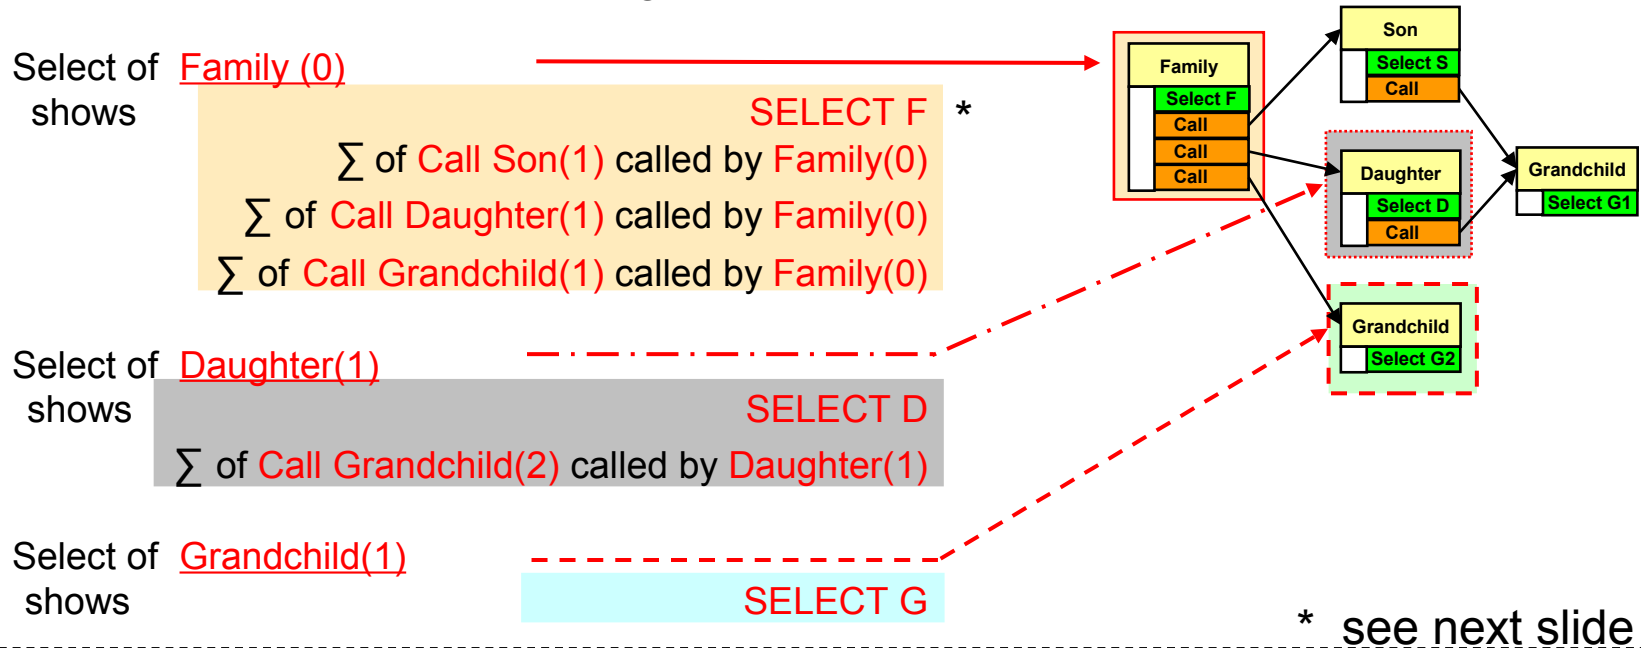 Select of Family (0)
shows
SELECT F *
∑ of Call Son(1) called by Family(0)
∑ of Call Daughter(1) called by Family(0)
∑ of Call Grandchild(1) called by Family(0)
Select of Daughter(1)
shows
SELECT D
∑ of Call Grandchild(2) called by Daughter(1)
Select of Grandchild(1)
shows
SELECT G
Family
Select F
Call
Call
Call
Son
Select S
Call
Daughter
Select D
Call
Grandchild
Select G1
Grandchild
Select G2
* see next slide